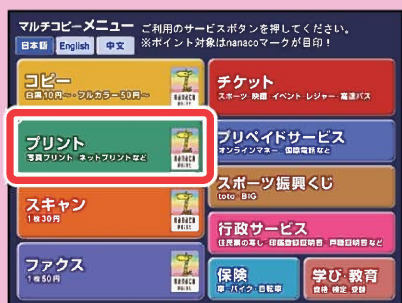 マルチコピーメニュー
ご利用のサービスボタンを押してください。
日本語 English 中文
※ポイント対象はnanacoマークが目印!
コピー
白黒10円~・フルカラー50円~
nanaco
POINT
チケット
スポーツ・映画・イベント・レジャー・高速バス
プリント
写真プリント ネットプリントなど
nanaco
POINT
プリペイドサービス
オンラインマネー・国際電話など
スキャン
1枚30円
nanaco
POINT
スポーツ振興くじ
toto BIG
行政サービス
住民票の写し・印鑑登録証明書・戸籍証明書など
ファクス
1枚50円
nanaco
POINT
保険
車・バイク・自転車
学び・教育
資格 検定 受験